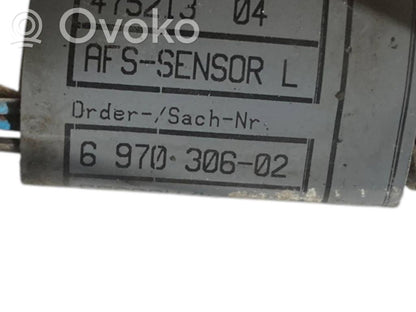 Ovoko
475213 04
AFS-SENSOR L
Order-/Sach-Nr.
6 970 306-02